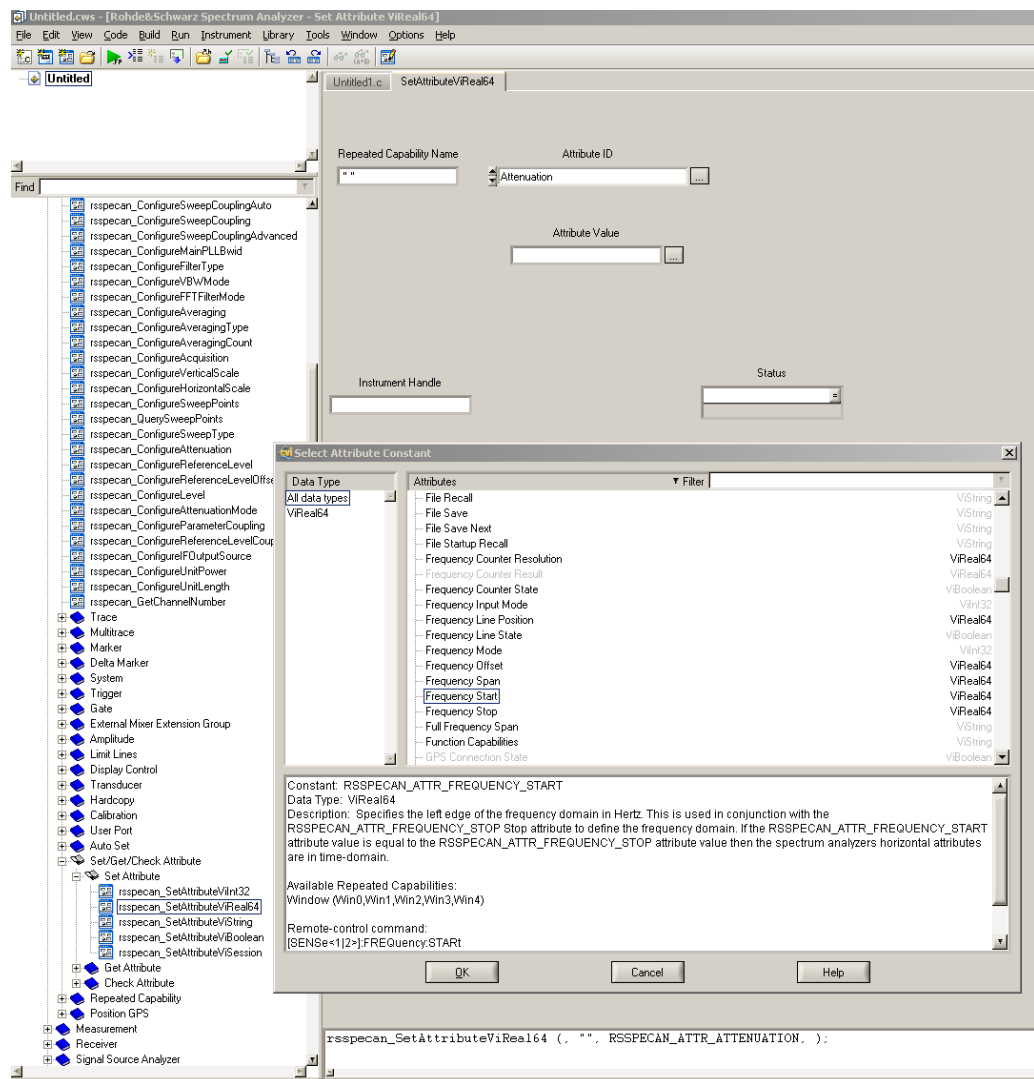 Untitled.cws - [Rohde&Schwarz Spectrum Analyzer - Set Attribute ViReal64]
File Edit View Code Build Run Instrument Library Tools Window Options Help
Untitled
Untitled1.c SetAttributeViReal64
Repeated Capability Name Attribute ID
" " Attenuation ...
Attribute Value
...
Instrument Handle Status
Find
rsspecan_ConfigureSweepCouplingAuto
rsspecan_ConfigureSweepCoupling
rsspecan_ConfigureSweepCouplingAdvanced
rsspecan_ConfigureMainPLLBwid
rsspecan_ConfigureFilterType
rsspecan_ConfigureVBWMode
rsspecan_ConfigureFFTFilterMode
rsspecan_ConfigureAveraging
rsspecan_ConfigureAveragingType
rsspecan_ConfigureAveragingCount
rsspecan_ConfigureAcquisition
rsspecan_ConfigureVerticalScale
rsspecan_ConfigureHorizontalScale
rsspecan_ConfigureSweepPoints
rsspecan_QuerySweepPoints
rsspecan_ConfigureSweepType
rsspecan_ConfigureAttenuation
rsspecan_ConfigureReferenceLevel
rsspecan_ConfigureReferenceLevelOffse
rsspecan_ConfigureLevel
rsspecan_ConfigureAttenuationMode
rsspecan_ConfigureParameterCoupling
rsspecan_ConfigureReferenceLevelCoup
rsspecan_ConfigureIFOutputSource
rsspecan_ConfigureUnitPower
rsspecan_ConfigureUnitLength
rsspecan_GetChannelNumber
Trace
Multitrace
Marker
Delta Marker
System
Trigger
Gate
External Mixer Extension Group
Amplitude
Limit Lines
Display Control
Transducer
Hardcopy
Calibration
User Port
Auto Set
Set/Get/Check Attribute
Set Attribute
rsspecan_SetAttributeViInt32
rsspecan_SetAttributeViReal64
rsspecan_SetAttributeViString
rsspecan_SetAttributeViBoolean
rsspecan_SetAttributeViSession
Get Attribute
Check Attribute
Repeated Capability
Position GPS
Measurement
Receiver
Signal Source Analyzer
Select Attribute Constant
Data Type
All data types
ViReal64
Attributes Filter
File Recall ViString
File Save ViString
File Save Next ViString
File Startup Recall ViString
Frequency Counter Resolution ViReal64
Frequency Counter Result ViReal64
Frequency Counter State ViBoolean
Frequency Input Mode ViInt32
Frequency Line Position ViReal64
Frequency Line State ViBoolean
Frequency Mode ViInt32
Frequency Offset ViReal64
Frequency Span ViReal64
Frequency Start ViReal64
Frequency Stop ViReal64
Full Frequency Span ViString
Function Capabilities ViString
GPS Connection State ViBoolean
Constant: RSSPECAN_ATTR_FREQUENCY_START
Data Type: ViReal64
Description: Specifies the left edge of the frequency domain in Hertz. This is used in conjunction with the
RSSPECAN_ATTR_FREQUENCY_STOP Stop attribute to define the frequency domain. If the RSSPECAN_ATTR_FREQUENCY_START
attribute value is equal to the RSSPECAN_ATTR_FREQUENCY_STOP attribute value then the spectrum analyzers horizontal attributes
are in time-domain.
Available Repeated Capabilities:
Window (Win0,Win1,Win2,Win3,Win4)
Remote-control command:
[SENSe<1|2>]:FREQuency:STARt
OK Cancel Help
rsspecan_SetAttributeViReal64 (, "", RSSPECAN_ATTR_ATTENUATION, );